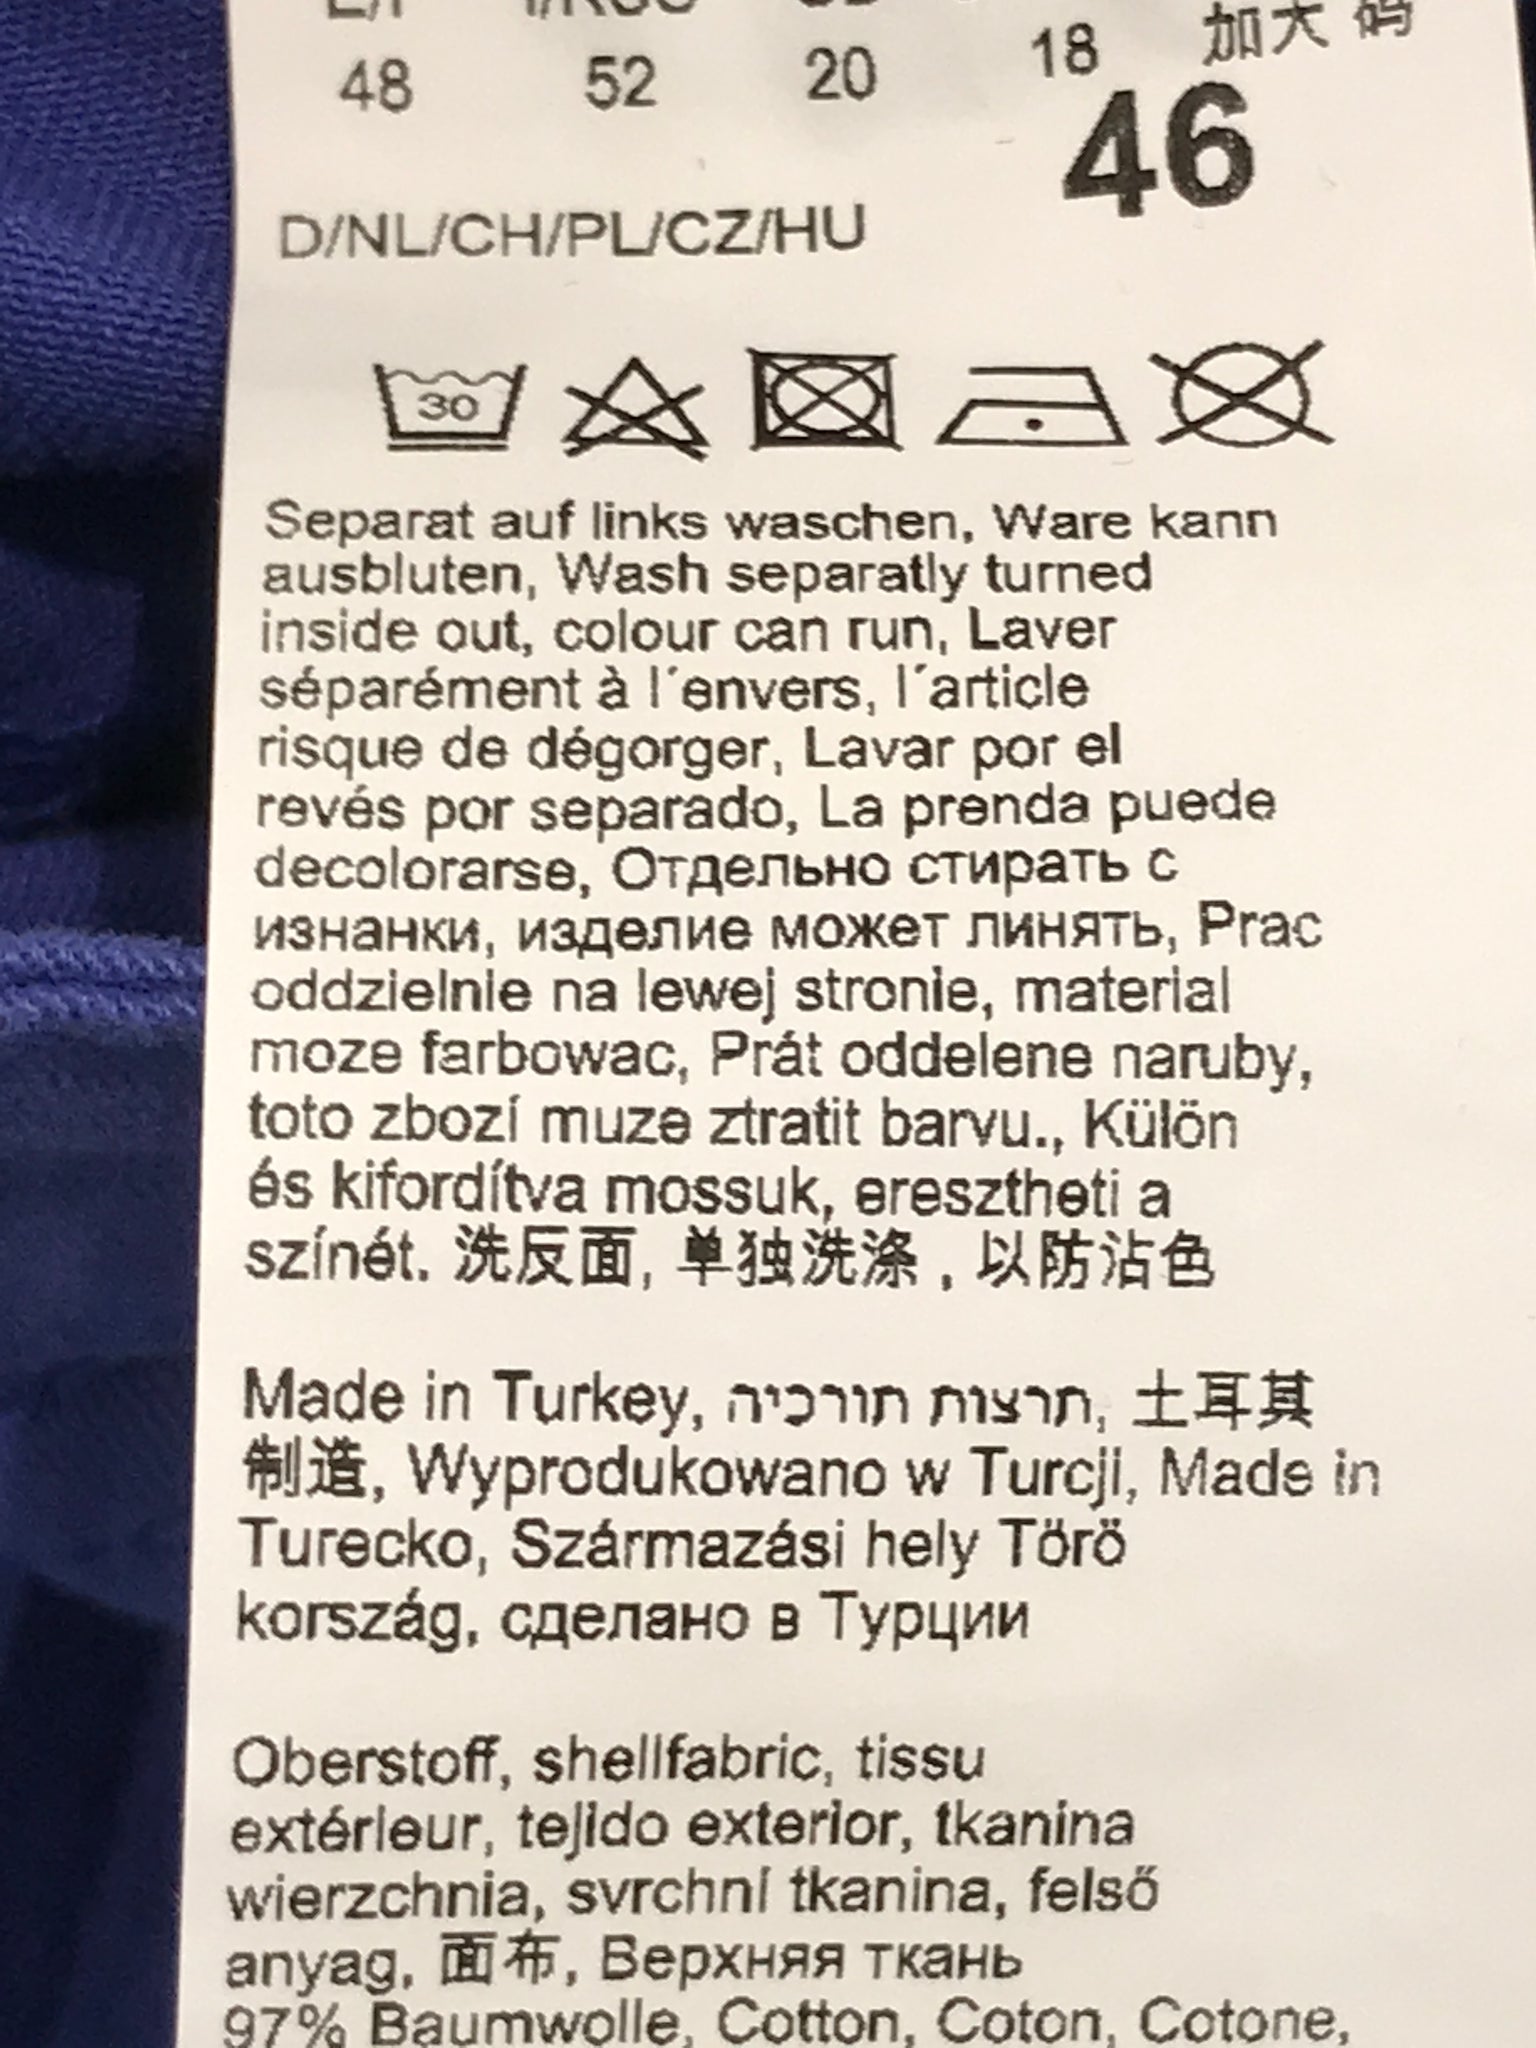 48 52 20 18 加大 码
46
D/NL/CH/PL/CZ/HU
30
Separat auf links waschen, Ware kann
ausbluten, Wash separatly turned
inside out, colour can run, Laver
séparément à l´envers, l´article
risque de dégorger, Lavar por el
revés por separado, La prenda puede
decolorarse, Отдельно стирать с
изнанки, изделие может линять, Prac
oddzielnie na lewej stronie, material
moze farbowac, Prát oddelene naruby,
toto zbozí muze ztratit barvu., Külön
és kifordítva mossuk, eresztheti a
színét. 洗反面, 单独洗涤 , 以防沾色
Made in Turkey, תרצות תורכיה, 土耳其
制造, Wyprodukowano w Turcji, Made in
Turecko, Származási hely Törö
kország, сделано в Турции
Oberstoff, shellfabric, tissu
extérieur, tejido exterior, tkanina
wierzchnia, svrchní tkanina, felső
anyag, 面布, Верхняя ткань
97% Baumwolle, Cotton, Coton, Cotone,